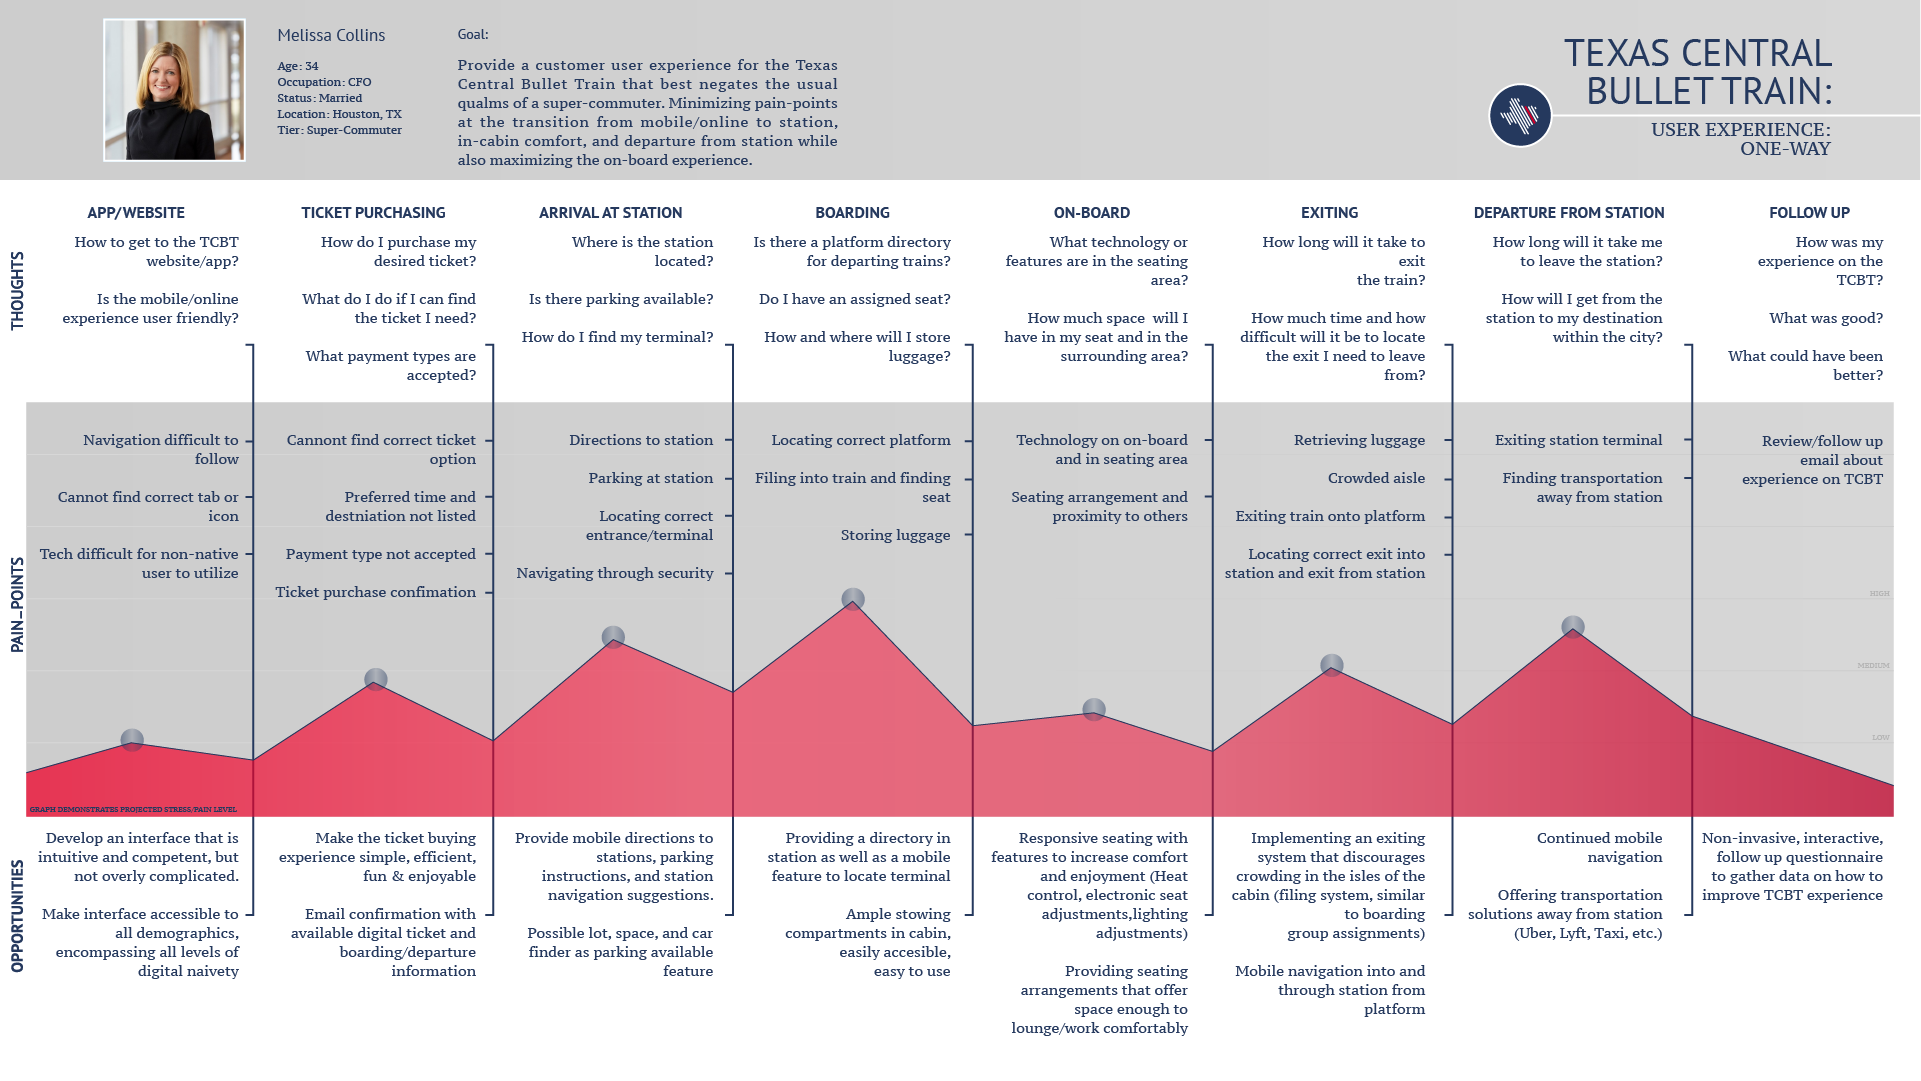 Melissa Collins
Age: 34
Occupation: CFO
Status: Married
Location: Houston, TX
Tier: Super-Commuter
Goal:
Provide a customer user experience for the Texas
Central Bullet Train that best negates the usual
qualms of a super-commuter. Minimizing pain-points
at the transition from mobile/online to station,
in-cabin comfort, and departure from station while
also maximizing the on-board experience.
TEXAS CENTRAL
BULLET TRAIN:
USER EXPERIENCE:
ONE-WAY
THOUGHTS
APP/WEBSITE
How to get to the TCBT
website/app?
Is the mobile/online
experience user friendly?
TICKET PURCHASING
How do I purchase my
desired ticket?
What do I do if I can find
the ticket I need?
What payment types are
accepted?
ARRIVAL AT STATION
Where is the station
located?
Is there parking available?
How do I find my terminal?
BOARDING
Is there a platform directory
for departing trains?
Do I have an assigned seat?
How and where will I store
luggage?
ON-BOARD
What technology or
features are in the seating
area?
How much space will I
have in my seat and in the
surrounding area?
EXITING
How long will it take to
exit
the train?
How much time and how
difficult will it be to locate
the exit I need to leave
from?
DEPARTURE FROM STATION
How long will it take me
to leave the station?
How will I get from the
station to my destination
within the city?
FOLLOW UP
How was my
experience on the
TCBT?
What was good?
What could have been
better?
PAIN-POINTS
Navigation difficult to
follow
Cannot find correct tab or
icon
Tech difficult for non-native
user to utilize
Cannont find correct ticket
option
Preferred time and
destniation not listed
Payment type not accepted
Ticket purchase confimation
Directions to station
Parking at station
Locating correct
entrance/terminal
Navigating through security
Locating correct platform
Filing into train and finding
seat
Storing luggage
Technology on on-board
and in seating area
Seating arrangement and
proximity to others
Retrieving luggage
Crowded aisle
Exiting train onto platform
Locating correct exit into
station and exit from station
Exiting station terminal
Finding transportation
away from station
Review/follow up
email about
experience on TCBT
HIGH
MEDIUM
LOW
GRAPH DEMONSTRATES PROJECTED STRESS/PAIN LEVEL
OPPORTUNITIES
Develop an interface that is
intuitive and competent, but
not overly complicated.
Make interface accessible to
all demographics,
encompassing all levels of
digital naivety
Make the ticket buying
experience simple, efficient,
fun & enjoyable
Email confirmation with
available digital ticket and
boarding/departure
information
Provide mobile directions to
stations, parking
instructions, and station
navigation suggestions.
Possible lot, space, and car
finder as parking available
feature
Providing a directory in
station as well as a mobile
feature to locate terminal
Ample stowing
compartments in cabin,
easily accesible,
easy to use
Responsive seating with
features to increase comfort
and enjoyment (Heat
control, electronic seat
adjustments,lighting
adjustments)
Providing seating
arrangements that offer
space enough to
lounge/work comfortably
Implementing an exiting
system that discourages
crowding in the isles of the
cabin (filing system, similar
to boarding
group assignments)
Mobile navigation into and
through station from
platform
Continued mobile
navigation
Offering transportation
solutions away from station
(Uber, Lyft, Taxi, etc.)
Non-invasive, interactive,
follow up questionnaire
to gather data on how to
improve TCBT experience